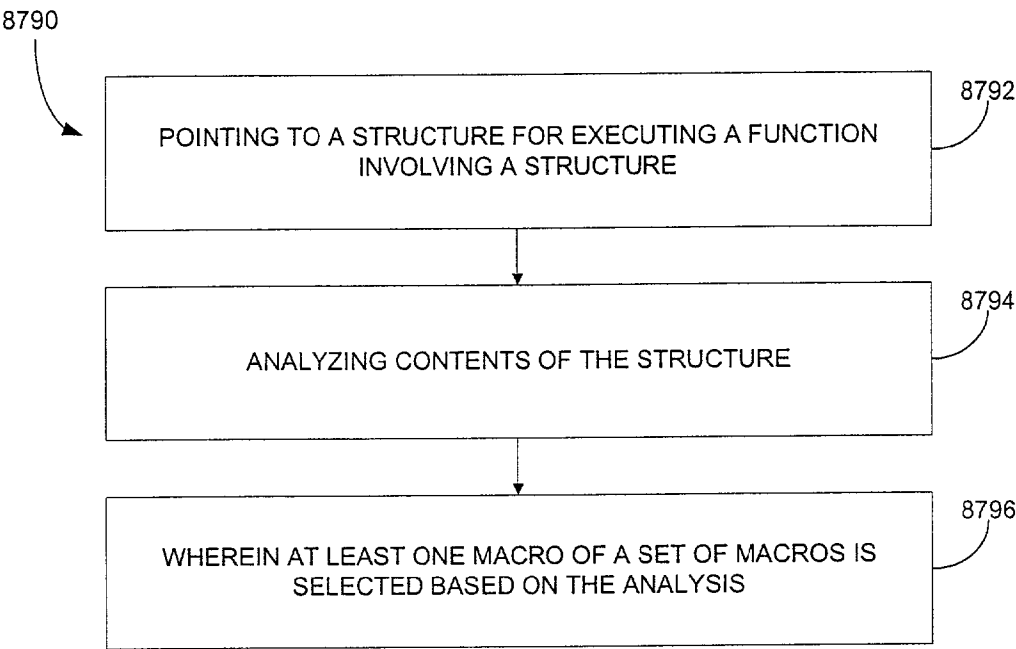 8790
8792
POINTING TO A STRUCTURE FOR EXECUTING A FUNCTION
INVOLVING A STRUCTURE
8794
ANALYZING CONTENTS OF THE STRUCTURE
8796
WHEREIN AT LEAST ONE MACRO OF A SET OF MACROS IS
SELECTED BASED ON THE ANALYSIS